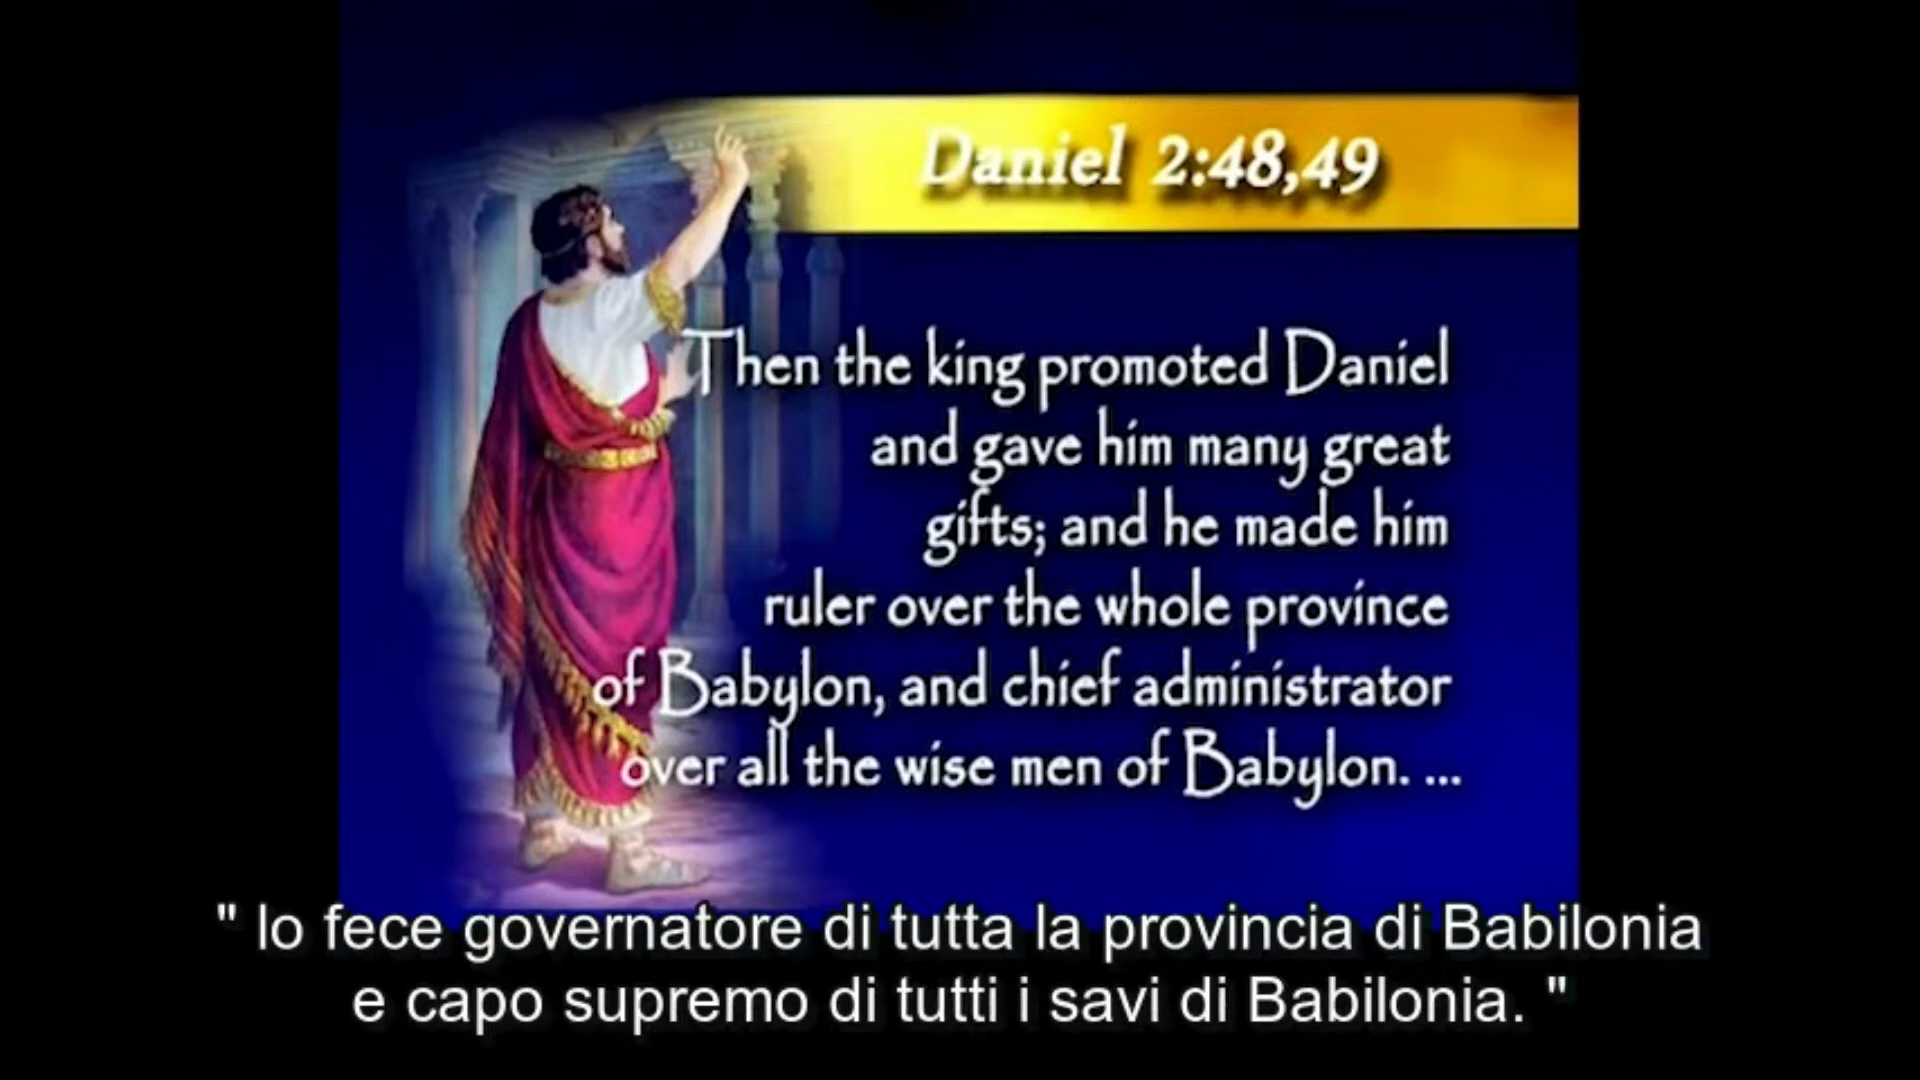 Daniel 2:48,49
Then the king promoted Daniel
and gave him many great
gifts; and he made him
ruler over the whole province
of Babylon, and chief administrator
over all the wise men of Babylon. ...
" lo fece governatore di tutta la provincia di Babilonia
e capo supremo di tutti i savi di Babilonia. "